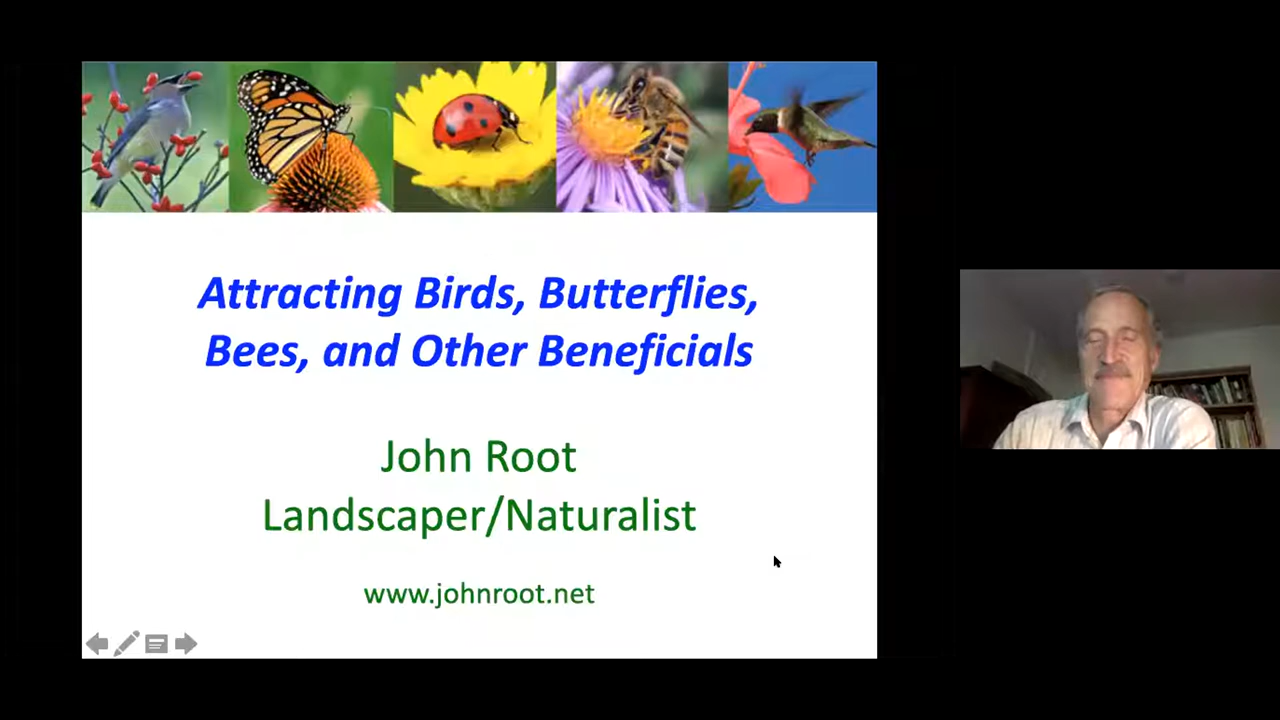 Attracting Birds, Butterflies,
Bees, and Other Beneficials
John Root
Landscaper/Naturalist
www.johnroot.net